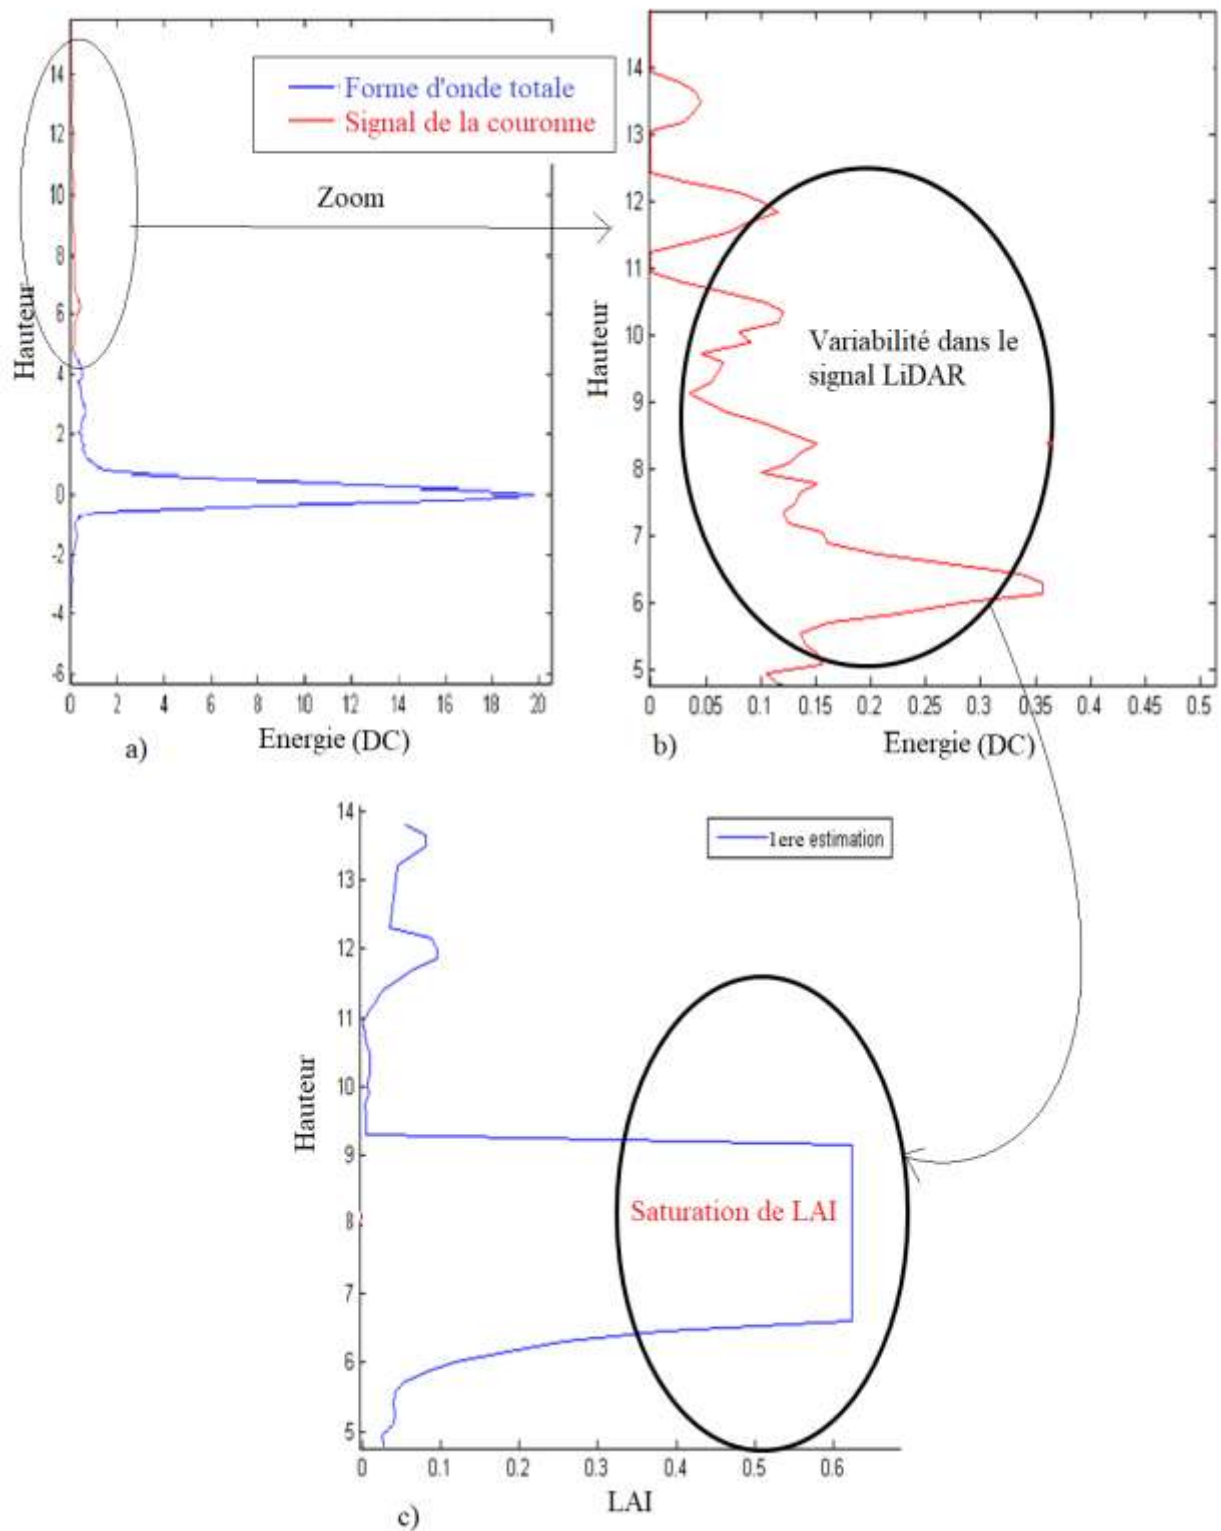 14
12
10
8
6
4
2
0
-2
-4
-6
Hauteur
0 2 4 6 8 10 12 14 16 18 20
Energie (DC)
a)
Forme d'onde totale
Signal de la couronne
Zoom
14
13
12
11
10
9
8
7
6
5
Hauteur
Variabilité dans le
signal LiDAR
0 0.05 0.1 0.15 0.2 0.25 0.3 0.35 0.4 0.45 0.5
Energie (DC)
b)
14
13
12
11
10
9
8
7
6
5
Hauteur
1ere estimation
Saturation de LAI
0 0.1 0.2 0.3 0.4 0.5 0.6
LAI
c)